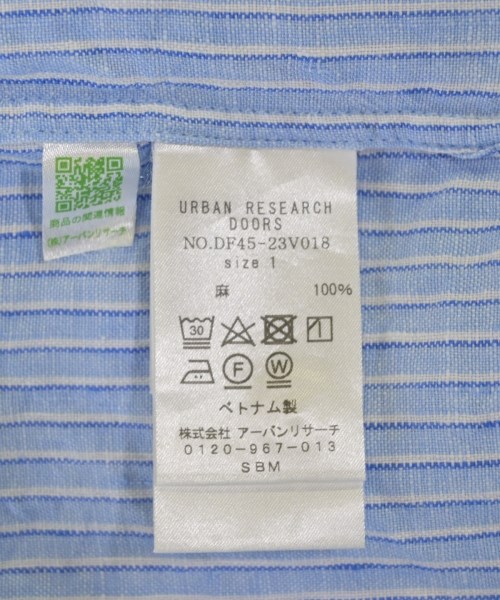 商品の関連情報
(株)アーバンリサーチ
URBAN RESEARCH
DOORS
NO.DF45-23V018
size 1
麻 100%
30
F W
ベトナム製
株式会社 アーバンリサーチ
0120-967-013
SBM